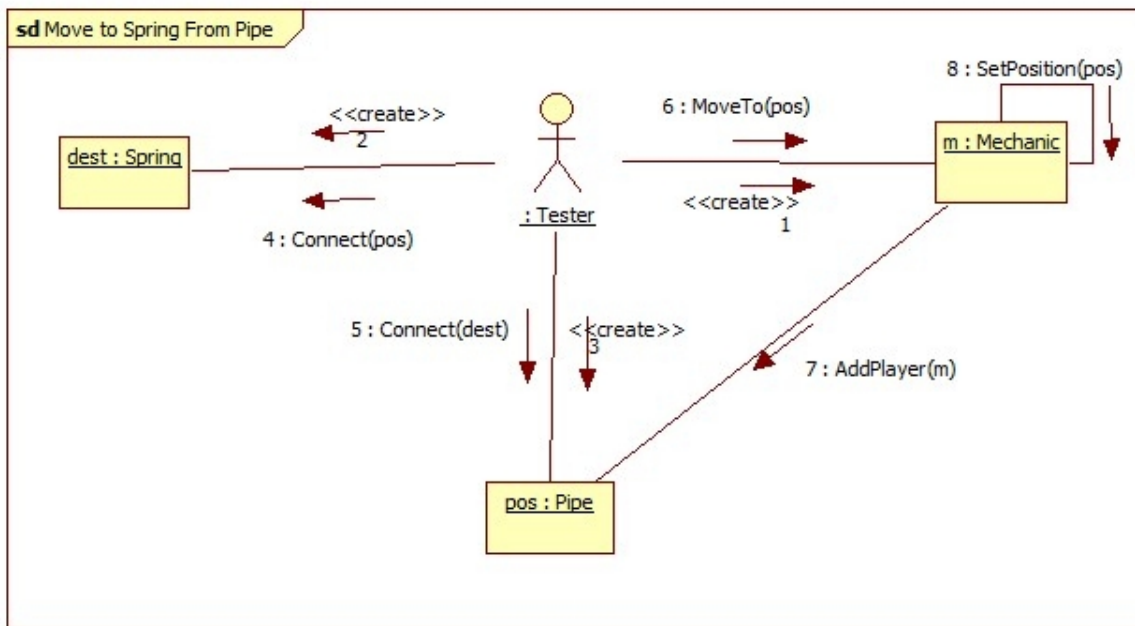 sd Move to Spring From Pipe
8 : SetPosition(pos)
<<create>>
2
6 : MoveTo(pos)
dest : Spring
m : Mechanic
<<create>>
1
: Tester
4 : Connect(pos)
5 : Connect(dest)
<<create>>
3
7 : AddPlayer(m)
pos : Pipe